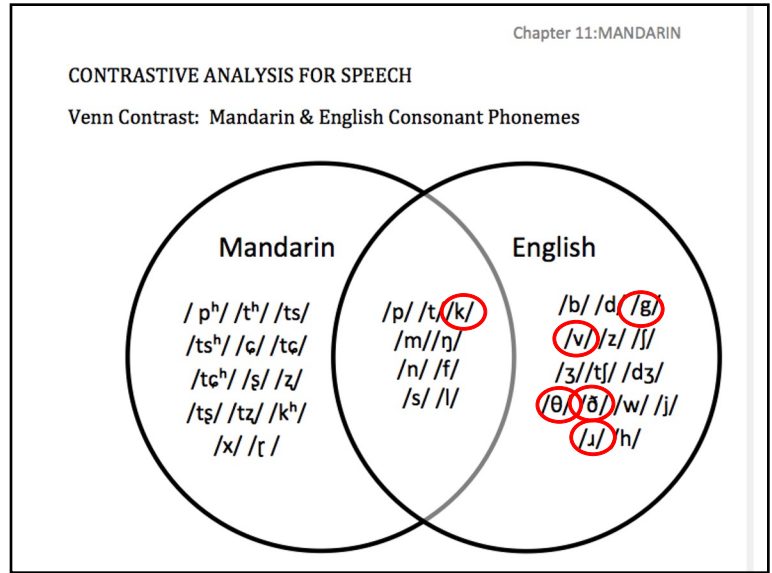 Chapter 11:MANDARIN
CONTRASTIVE ANALYSIS FOR SPEECH
Venn Contrast: Mandarin & English Consonant Phonemes
Mandarin
English
/ pʰ/ /tʰ/ /ts/
/tsʰ/ /ɕ/ /tɕ/
/tɕʰ/ /ʂ/ /ʐ/
/tʂ/ /tʐ/ /kʰ/
/x/ /ɽ /
/p/ /t/ /k/
/m//ŋ/
/n/ /f/
/s/ /l/
/b/ /d/ /g/
/v/ /z/ /ʃ/
/ʒ//tʃ/ /dʒ/
/θ/ /ð/ /w/ /j/
/ɹ/ /h/